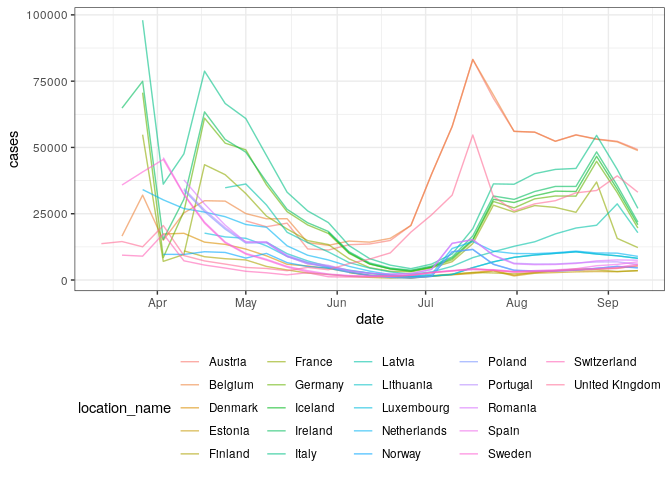 100000
75000
50000
25000
0
cases
Apr May Jun Jul Aug Sep
date
location_name
Austria France Latvia Poland Switzerland
Belgium Germany Lithuania Portugal United Kingdom
Denmark Iceland Luxembourg Romania
Estonia Ireland Netherlands Spain
Finland Italy Norway Sweden